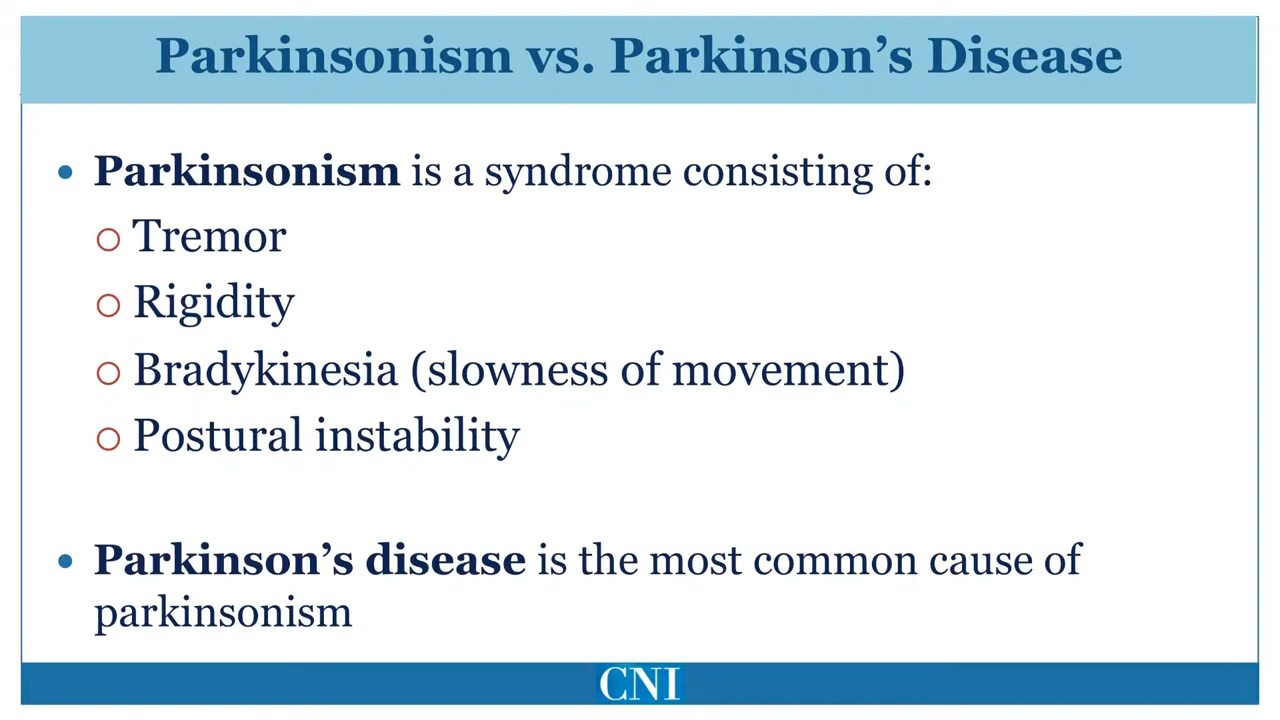 Parkinsonism vs. Parkinson’s Disease
• Parkinsonism is a syndrome consisting of:
○ Tremor
○ Rigidity
○ Bradykinesia (slowness of movement)
○ Postural instability
• Parkinson’s disease is the most common cause of
parkinsonism
CNI